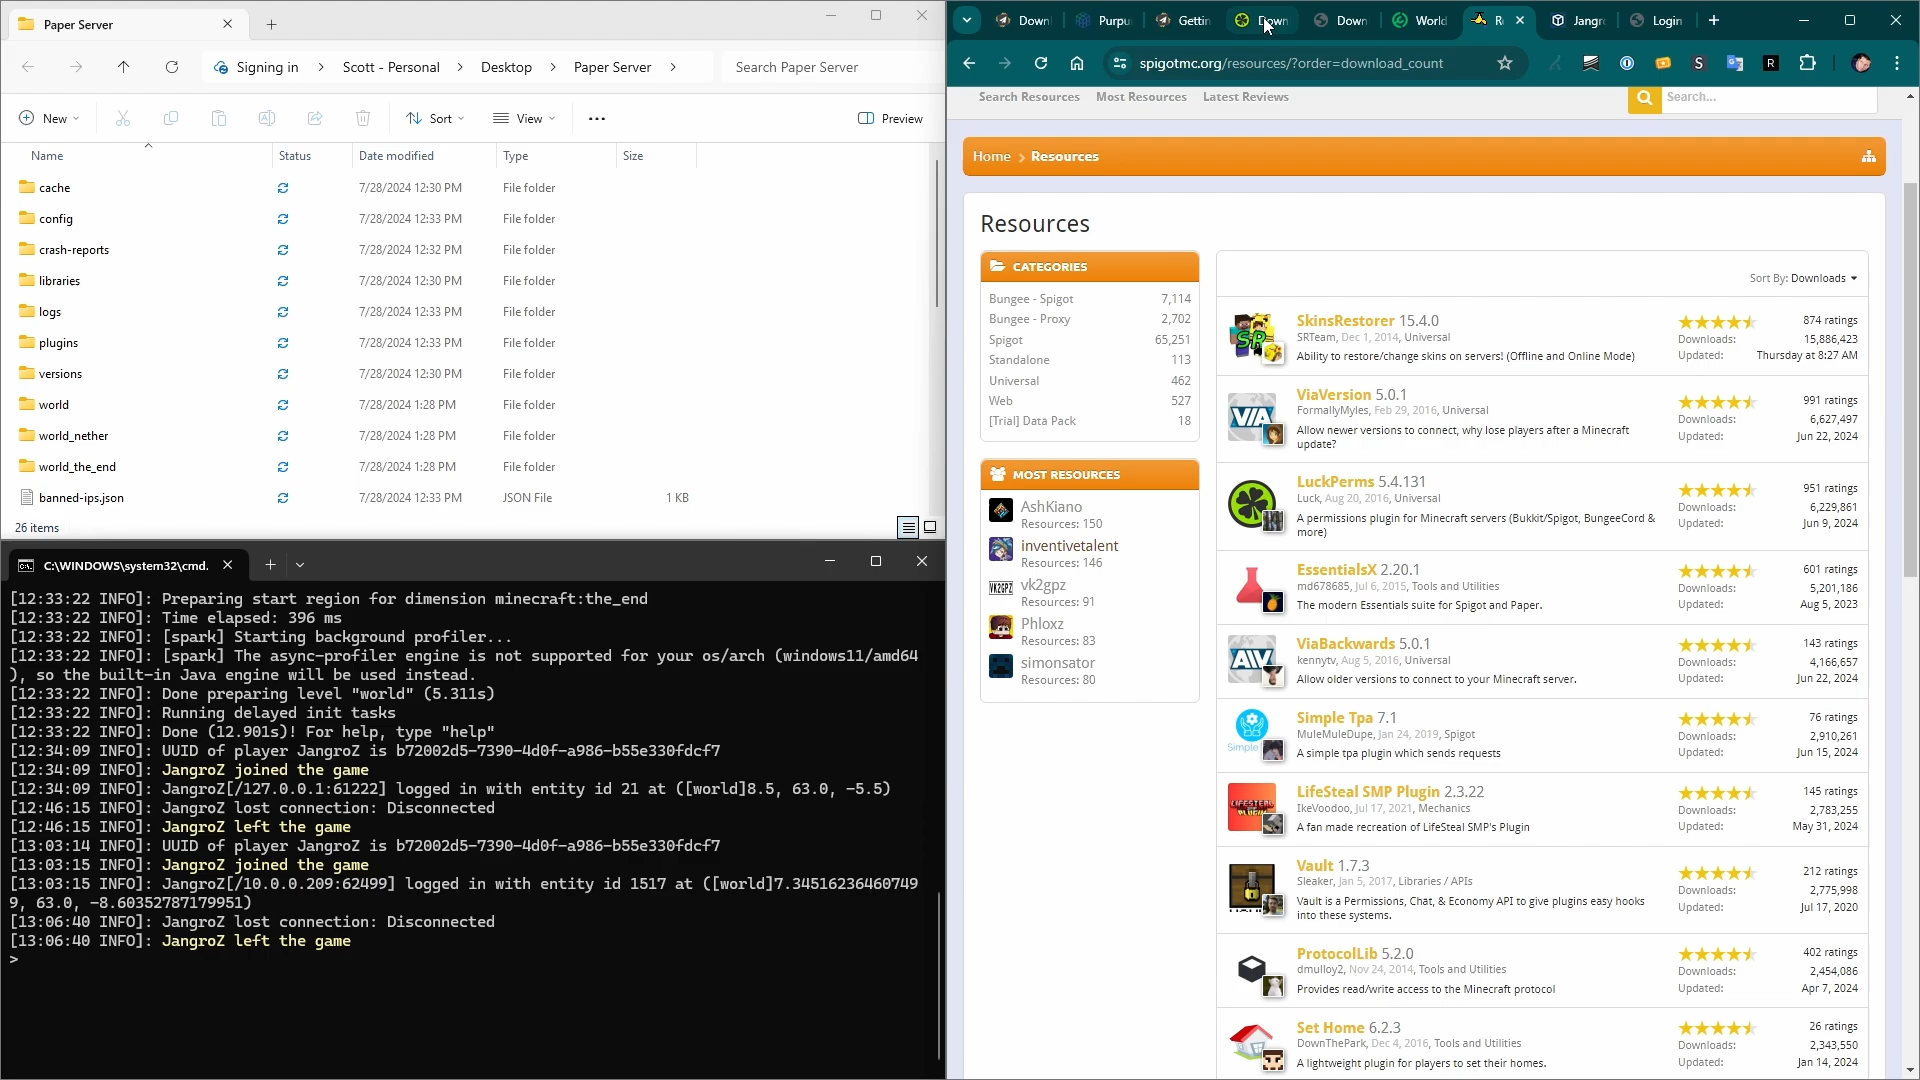 Paper Server
Signing in
Scott - Personal
Desktop
Paper Server
Search Paper Server
New
Sort
View
Preview
Name
Status
Date modified
Type
Size
cache 7/28/2024 12:30 PM File folder
config 7/28/2024 12:33 PM File folder
crash-reports 7/28/2024 12:32 PM File folder
libraries 7/28/2024 12:30 PM File folder
logs 7/28/2024 12:33 PM File folder
plugins 7/28/2024 12:33 PM File folder
versions 7/28/2024 12:30 PM File folder
world 7/28/2024 1:28 PM File folder
world_nether 7/28/2024 1:28 PM File folder
world_the_end 7/28/2024 1:28 PM File folder
banned-ips.json 7/28/2024 12:33 PM JSON File 1 KB
26 items
C:\WINDOWS\system32\cmd.
[12:33:22 INFO]: Preparing start region for dimension minecraft:the_end
[12:33:22 INFO]: Time elapsed: 396 ms
[12:33:22 INFO]: [spark] Starting background profiler...
[12:33:22 INFO]: [spark] The async-profiler engine is not supported for your os/arch (windows11/amd64
), so the built-in Java engine will be used instead.
[12:33:22 INFO]: Done preparing level "world" (5.311s)
[12:33:22 INFO]: Running delayed init tasks
[12:33:22 INFO]: Done (12.901s)! For help, type "help"
[12:34:09 INFO]: UUID of player JangroZ is b72002d5-7390-4d0f-a986-b55e330fdcf7
[12:34:09 INFO]: JangroZ joined the game
[12:34:09 INFO]: JangroZ[/127.0.0.1:61222] logged in with entity id 21 at ([world]8.5, 63.0, -5.5)
[12:46:15 INFO]: JangroZ lost connection: Disconnected
[12:46:15 INFO]: JangroZ left the game
[13:03:14 INFO]: UUID of player JangroZ is b72002d5-7390-4d0f-a986-b55e330fdcf7
[13:03:15 INFO]: JangroZ joined the game
[13:03:15 INFO]: JangroZ[/10.0.0.209:62499] logged in with entity id 1517 at ([world]7.34516236460749
9, 63.0, -8.60352787179951)
[13:06:40 INFO]: JangroZ lost connection: Disconnected
[13:06:40 INFO]: JangroZ left the game
>
Down
Purpu
Gettin
Down
Down
World
R
Jangr
Login
spigotmc.org/resources/?order=download_count
Search Resources
Most Resources
Latest Reviews
Search...
Home
Resources
Resources
CATEGORIES
Bungee - Spigot 7,114
Bungee - Proxy 2,702
Spigot 65,251
Standalone 113
Universal 462
Web 527
[Trial] Data Pack 18
MOST RESOURCES
AshKiano
Resources: 150
inventivetalent
Resources: 146
VK2GPZ
vk2gpz
Resources: 91
Phloxz
Resources: 83
simonsator
Resources: 80
Sort By: Downloads
SR
SkinsRestorer 15.4.0
SRTeam, Dec 1, 2014, Universal
Ability to restore/change skins on servers! (Offline and Online Mode)
874 ratings
Downloads: 15,886,423
Updated: Thursday at 8:27 AM
VIA
ViaVersion 5.0.1
FormallyMyles, Feb 29, 2016, Universal
Allow newer versions to connect, why lose players after a Minecraft
update?
991 ratings
Downloads: 6,627,497
Updated: Jun 22, 2024
LuckPerms 5.4.131
Luck, Aug 20, 2016, Universal
A permissions plugin for Minecraft servers (Bukkit/Spigot, BungeeCord &
more)
951 ratings
Downloads: 6,229,861
Updated: Jun 9, 2024
EssentialsX 2.20.1
md678685, Jul 6, 2015, Tools and Utilities
The modern Essentials suite for Spigot and Paper.
601 ratings
Downloads: 5,201,186
Updated: Aug 5, 2023
ViaBackwards 5.0.1
kennytv, Aug 5, 2016, Universal
Allow older versions to connect to your Minecraft server.
143 ratings
Downloads: 4,166,657
Updated: Jun 22, 2024
Simple
Simple Tpa 7.1
MuleMuleDupe, Jan 24, 2019, Spigot
A simple tpa plugin which sends requests
76 ratings
Downloads: 2,910,261
Updated: Jun 15, 2024
LIFESTEAL
PLUGIN
LifeSteal SMP Plugin 2.3.22
IkeVoodoo, Jul 17, 2021, Mechanics
A fan made recreation of LifeSteal SMP's Plugin
145 ratings
Downloads: 2,783,255
Updated: May 31, 2024
Vault 1.7.3
Sleaker, Jan 5, 2017, Libraries / APIs
Vault is a Permissions, Chat, & Economy API to give plugins easy hooks
into these systems.
212 ratings
Downloads: 2,775,998
Updated: Jul 17, 2020
ProtocolLib 5.2.0
dmulloy2, Nov 24, 2014, Tools and Utilities
Provides read/write access to the Minecraft protocol
402 ratings
Downloads: 2,454,086
Updated: Apr 7, 2024
Set Home 6.2.3
DownThePark, Dec 4, 2016, Tools and Utilities
A lightweight plugin for players to set their homes.
26 ratings
Downloads: 2,343,550
Updated: Jan 14, 2024